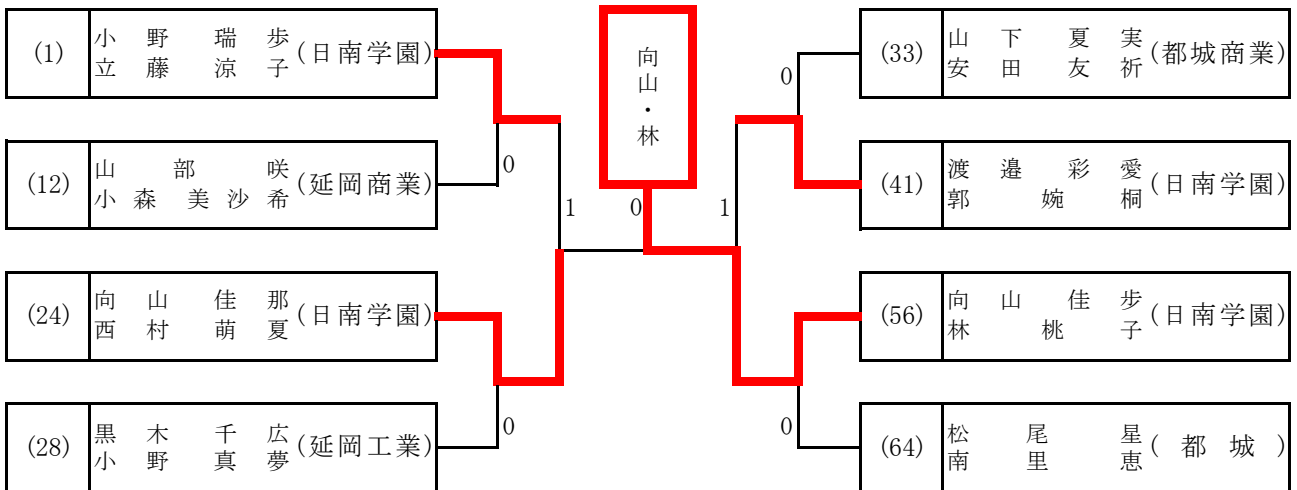 (1) 小野瑞歩 (日南学園)
立藤涼子
(12) 山部咲 (延岡商業)
小森美沙希
(24) 向山佳那 (日南学園)
西村萌夏
(28) 黒木千広 (延岡工業)
小野真夢
0
0
1
向山・林
0
1
0
0
(33) 山下夏実 (都城商業)
安田友祈
(41) 渡邉彩愛 (日南学園)
郭婉桐
(56) 向山佳歩 (日南学園)
林桃子
(64) 松尾星 (都城)
南里恵